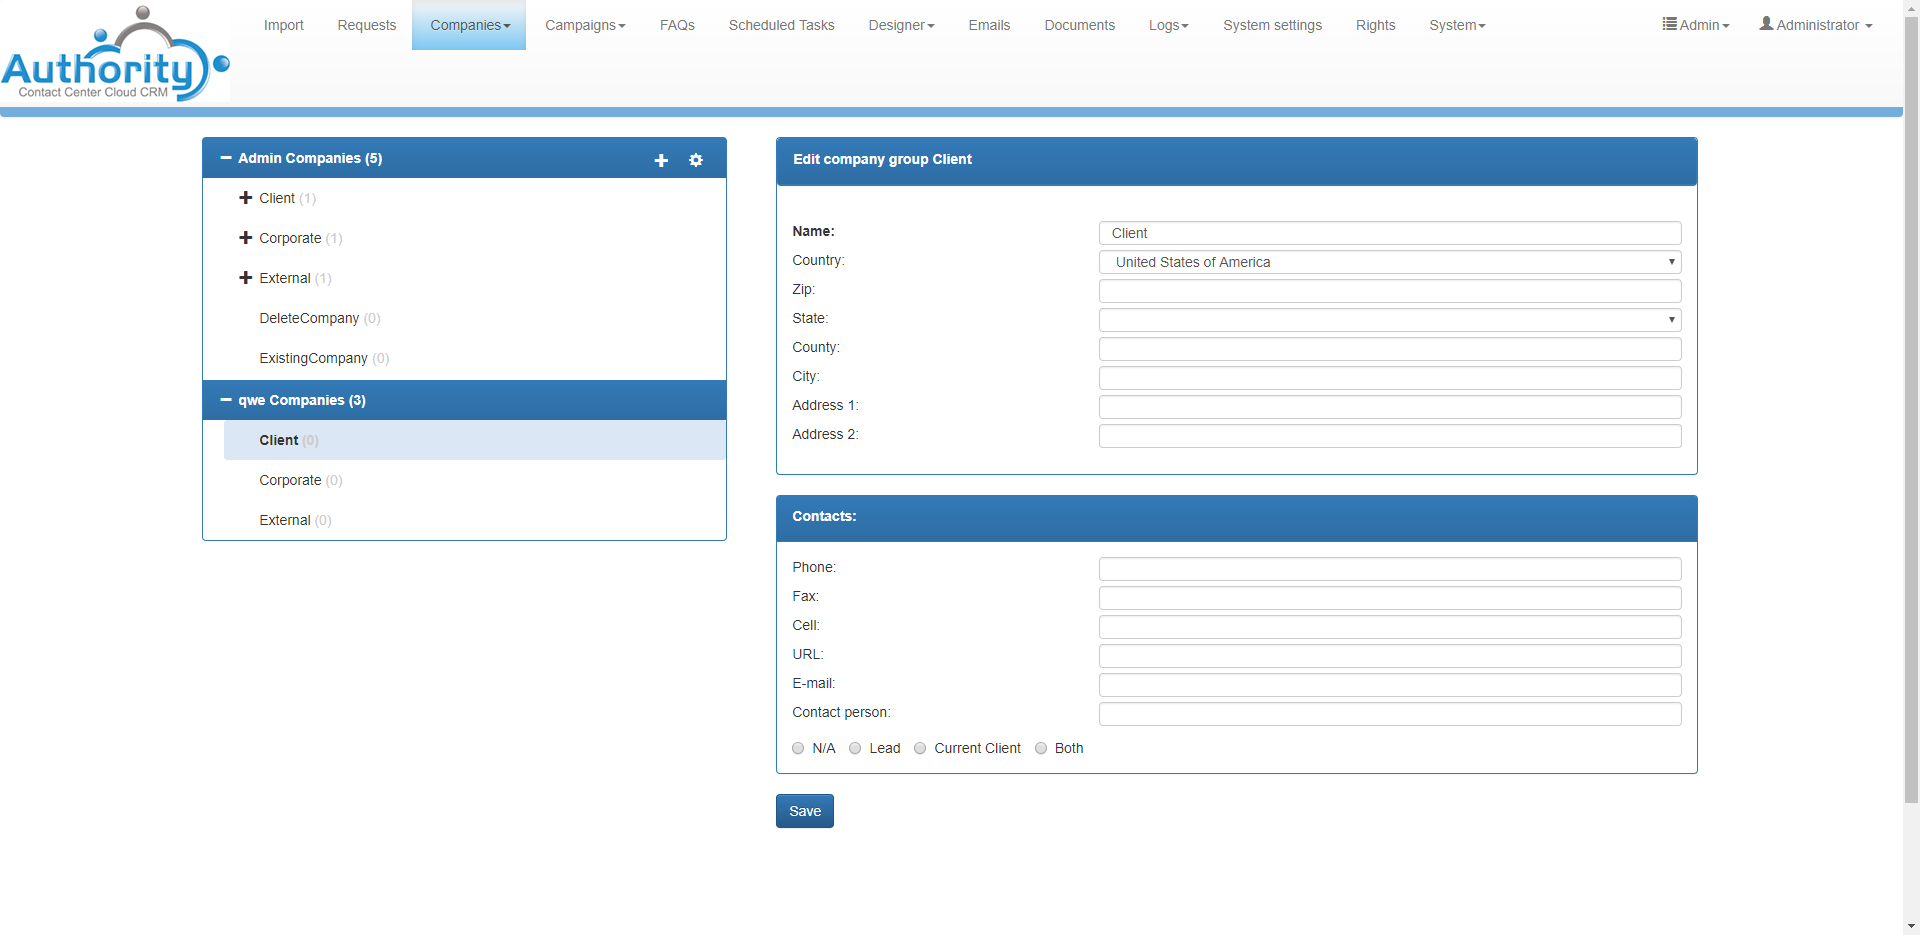 Authority
Contact Center Cloud CRM
Import Requests Companies Campaigns FAQs Scheduled Tasks Designer Emails Documents Logs System settings Rights System Admin Administrator
Admin Companies (5)
Client (1)
Corporate (1)
External (1)
DeleteCompany (0)
ExistingCompany (0)
qwe Companies (3)
Client (0)
Corporate (0)
External (0)
Edit company group Client
Name: Client
Country: United States of America
Zip:
State:
County:
City:
Address 1:
Address 2:
Contacts:
Phone:
Fax:
Cell:
URL:
E-mail:
Contact person:
N/A Lead Current Client Both
Save